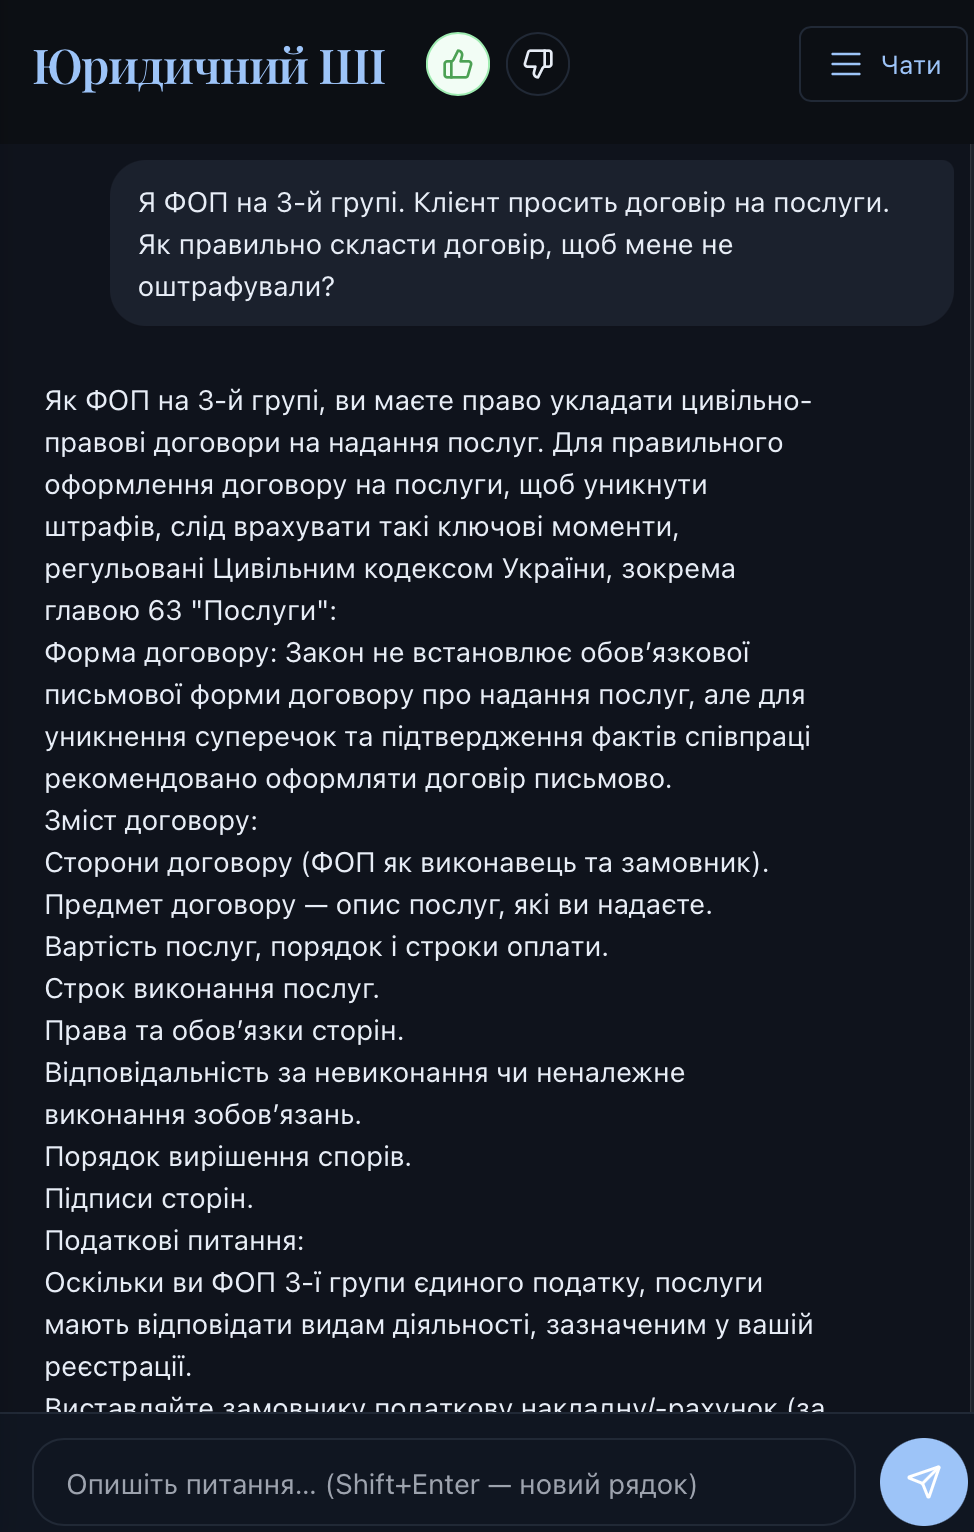 Юридичний ШІ
Чати
Я ФОП на 3-й групі. Клієнт просить договір на послуги.
Як правильно скласти договір, щоб мене не
оштрафували?
Як ФОП на 3-й групі, ви маєте право укладати цивільно-
правові договори на надання послуг. Для правильного
оформлення договору на послуги, щоб уникнути
штрафів, слід врахувати такі ключові моменти,
регульовані Цивільним кодексом України, зокрема
главою 63 "Послуги":
Форма договору: Закон не встановлює обов’язкової
письмової форми договору про надання послуг, але для
уникнення суперечок та підтвердження фактів співпраці
рекомендовано оформляти договір письмово.
Зміст договору:
Сторони договору (ФОП як виконавець та замовник).
Предмет договору — опис послуг, які ви надаєте.
Вартість послуг, порядок і строки оплати.
Строк виконання послуг.
Права та обов’язки сторін.
Відповідальність за невиконання чи неналежне
виконання зобов’язань.
Порядок вирішення спорів.
Підписи сторін.
Податкові питання:
Оскільки ви ФОП 3-ї групи єдиного податку, послуги
мають відповідати видам діяльності, зазначеним у вашій
реєстрації.
Виставляйте замовнику податкову накладну/-рахунок (за
Опишіть питання... (Shift+Enter — новий рядок)